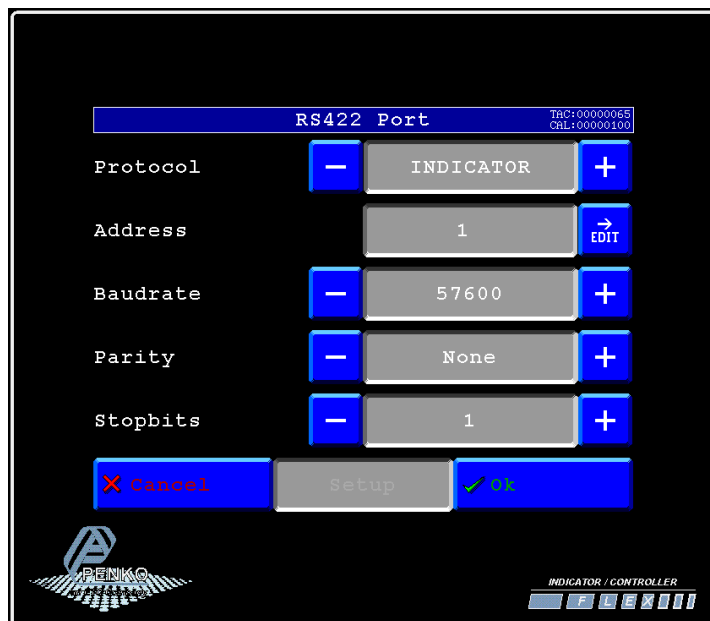 RS422 Port
TAC:00000065
CAL:00000100
Protocol
INDICATOR
Address
1
EDIT
Baudrate
57600
Parity
None
Stopbits
1
Cancel
Setup
Ok
PENKO
INDICATOR / CONTROLLER
FLEX